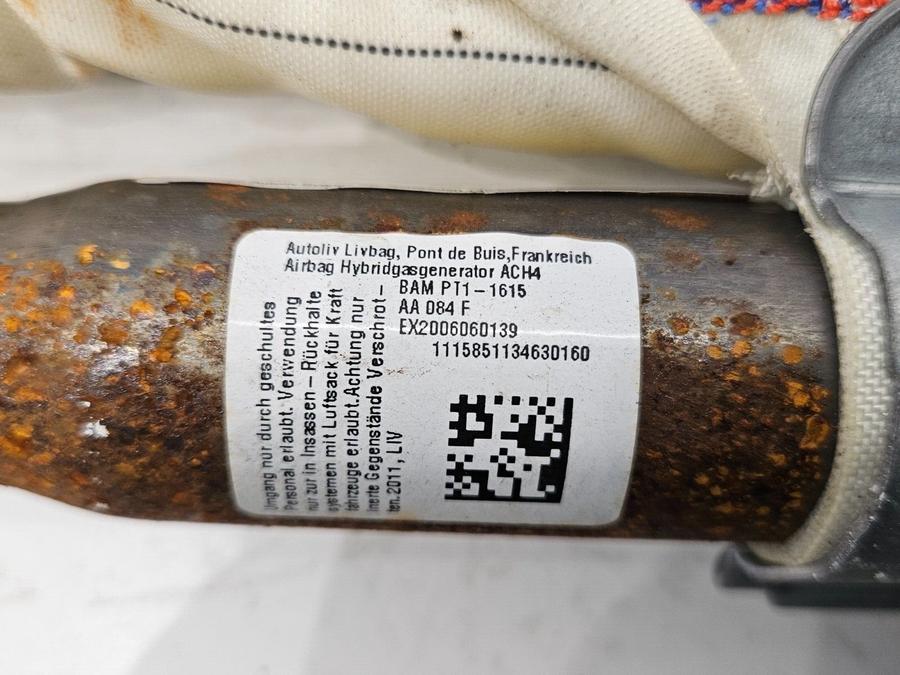 Autoliv Livbag, Pont de Buis,Frankreich
Airbag Hybridgasgenerator ACH4
BAM PT1-1615
AA 084 F
EX2006060139
1115851134630160
Umgang nur durch geschultes
Personal erlaubt. Verwendung
nur zur in Insassen-Rückhalte
systemen mit Luftsack für Kraft
fahrzeuge erlaubt.Achtung nur
inerte Gegenstände Verschrot-
ten.2011, LIV